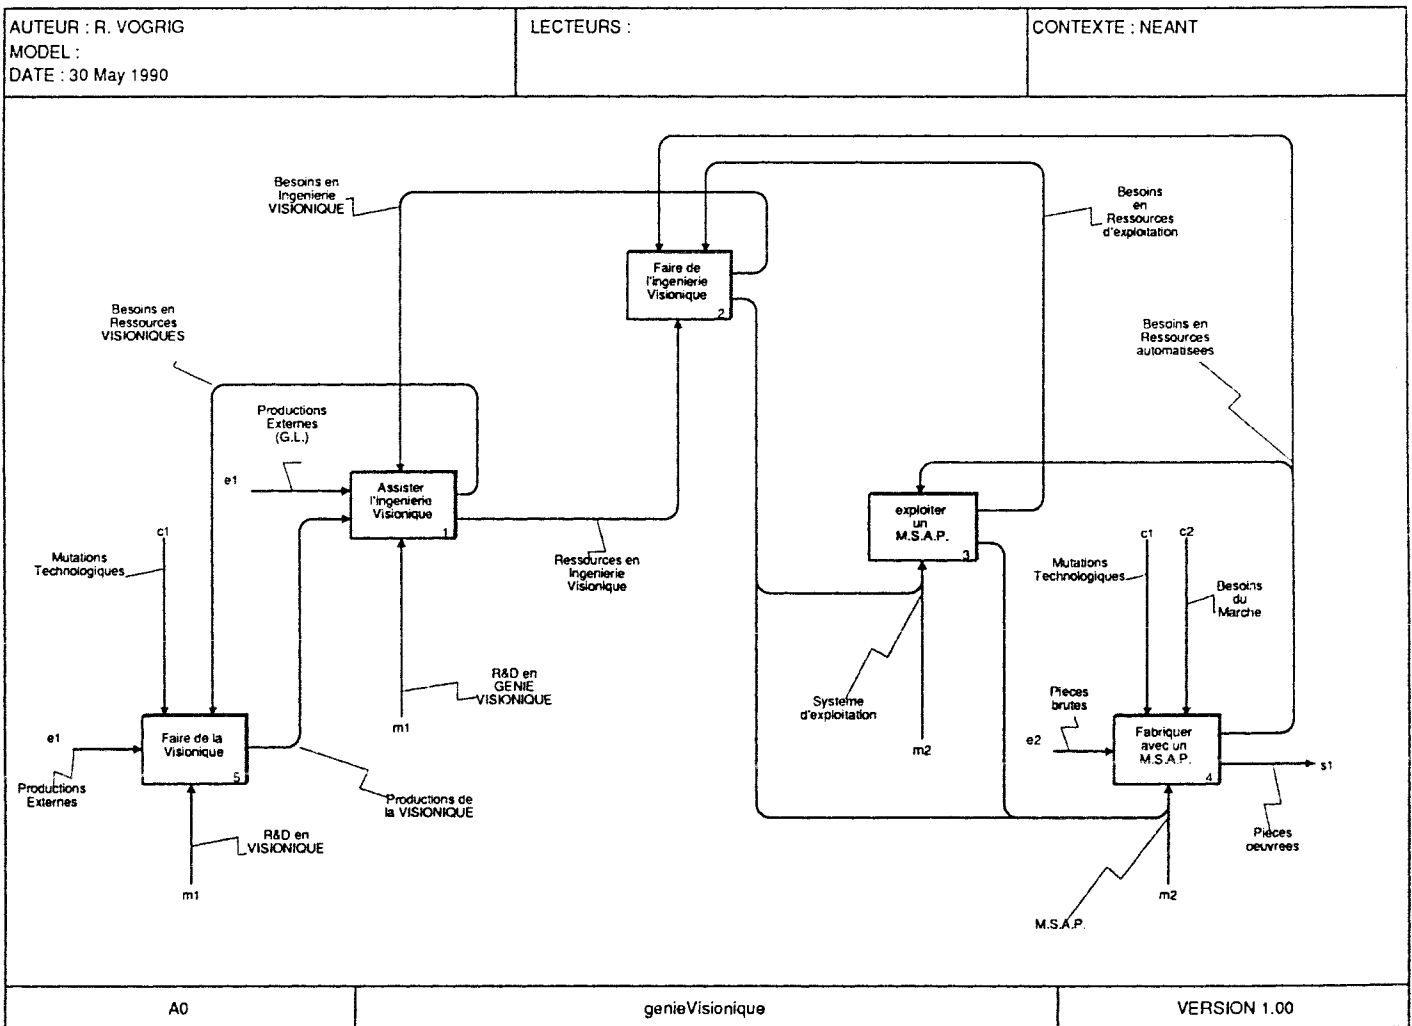 AUTEUR : R. VOGRIG
MODEL :
DATE : 30 May 1990
LECTEURS :
CONTEXTE : NEANT
Besoins en
Ingenierie
VISIONIQUE
Besoins
en
Ressources
d'exploitation
Faire de
l'ingenierie
Visionique
2
Besoins en
Ressources
VISIONIQUES
Besoins en
Ressources
automatisees
Productions
Externes
(G.L.)
e1
Assister
l'ingenierie
Visionique
1
exploiter
un
M.S.A.P.
3
c1
Mutations
Technologiques
Ressources en
Ingenierie
Visionique
c1
c2
Mutations
Technologiques
Besoins
du
Marche
R&D en
GENIE
VISIONIQUE
m1
Systeme
d'exploitation
m2
Pieces
brutes
e2
Fabriquer
avec un
M.S.A.P.
4
s1
e1
Faire de la
Visionique
5
Productions
Externes
Productions de
la VISIONIQUE
R&D en
VISIONIQUE
m1
Pieces
oeuvrees
m2
M.S.A.P.
A0
genieVisionique
VERSION 1.00